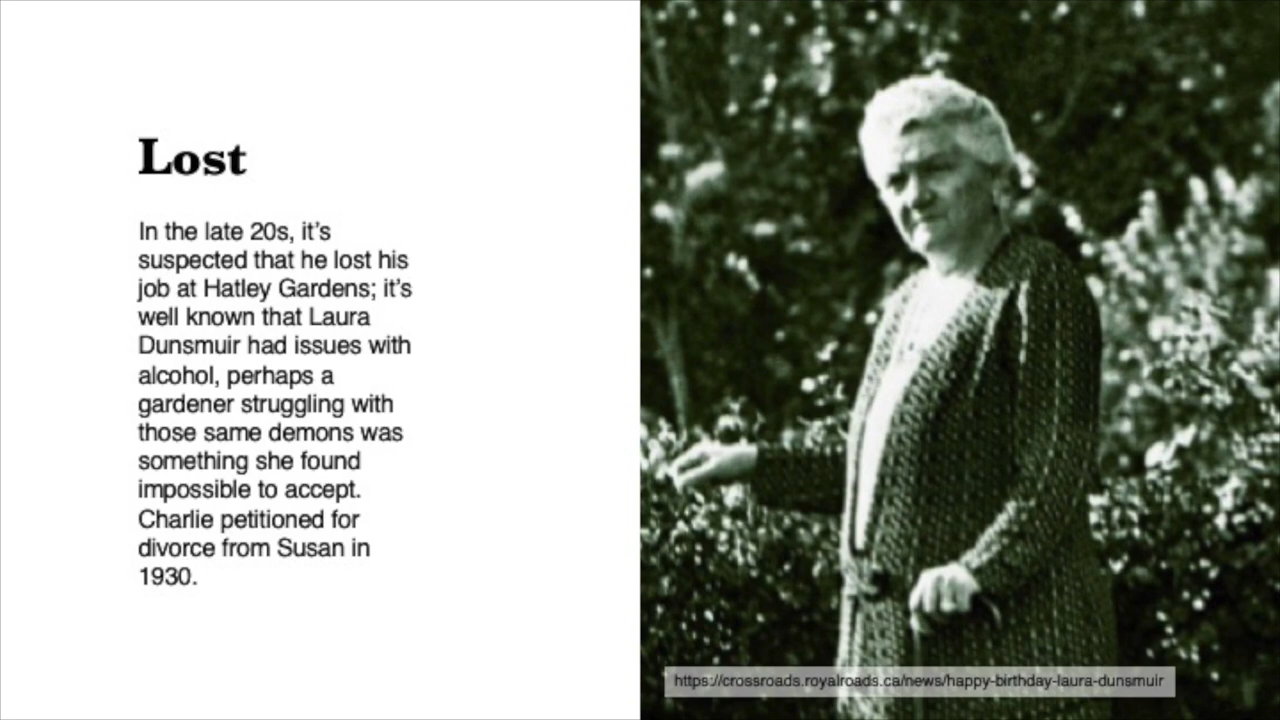 Lost
In the late 20s, it’s
suspected that he lost his
job at Hatley Gardens; it’s
well known that Laura
Dunsmuir had issues with
alcohol, perhaps a
gardener struggling with
those same demons was
something she found
impossible to accept.
Charlie petitioned for
divorce from Susan in
1930.
https://crossroads.royalroads.ca/news/happy-birthday-laura-dunsmuir